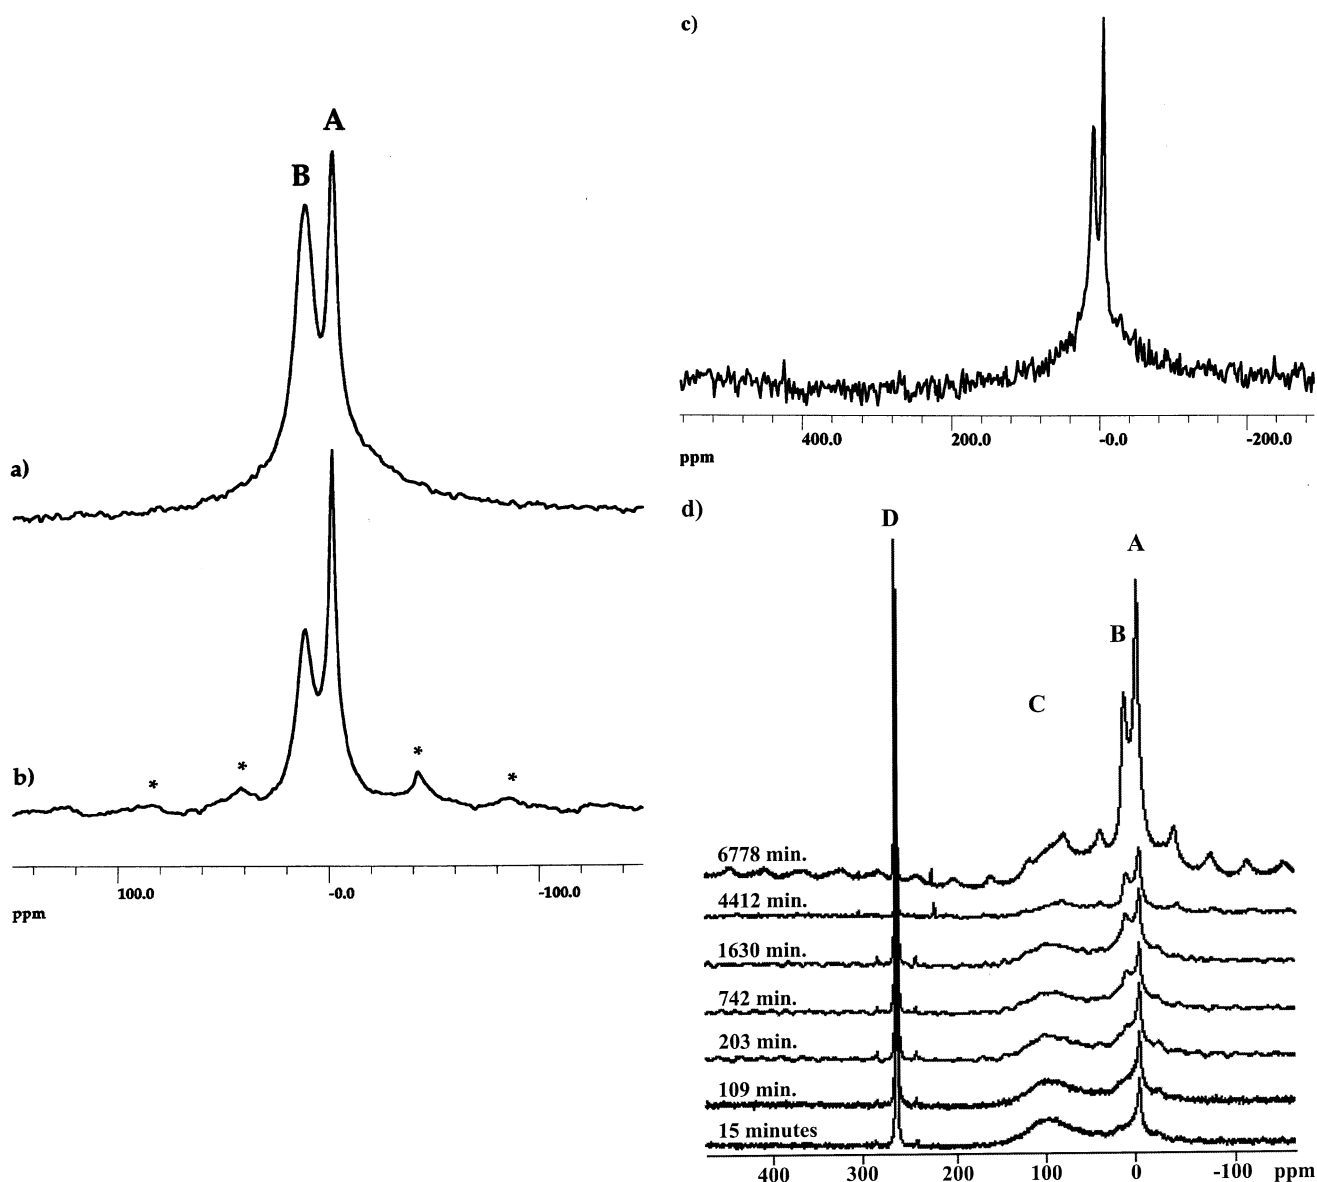 A
B
a)
*
*
*
*
b)
100.0
-0.0
-100.0
ppm
c)
400.0
200.0
-0.0
-200.0
ppm
d)
D
A
B
C
6778 min.
4412 min.
1630 min.
742 min.
203 min.
109 min.
15 minutes
400
300
200
100
0
-100
ppm